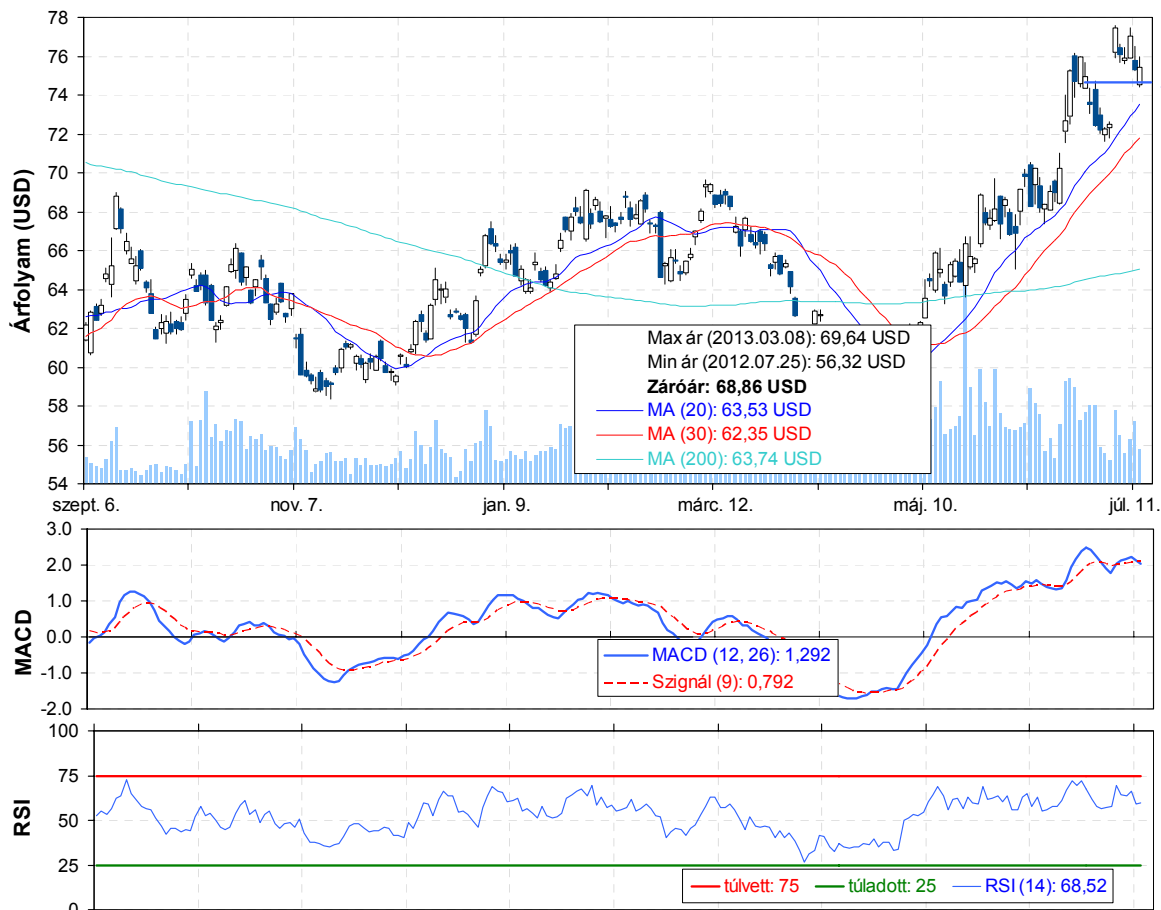 78
76
74
72
70
68
66
64
62
60
58
56
54
Árfolyam (USD)
Max ár (2013.03.08): 69,64 USD
Min ár (2012.07.25): 56,32 USD
Záróár: 68,86 USD
MA (20): 63,53 USD
MA (30): 62,35 USD
MA (200): 63,74 USD
szept. 6. nov. 7. jan. 9. márc. 12. máj. 10. júl. 11.
3.0
2.0
1.0
0.0
-1.0
-2.0
MACD
MACD (12, 26): 1,292
Szignál (9): 0,792
100
75
50
25
0
RSI
túlvett: 75 túladott: 25 RSI (14): 68,52